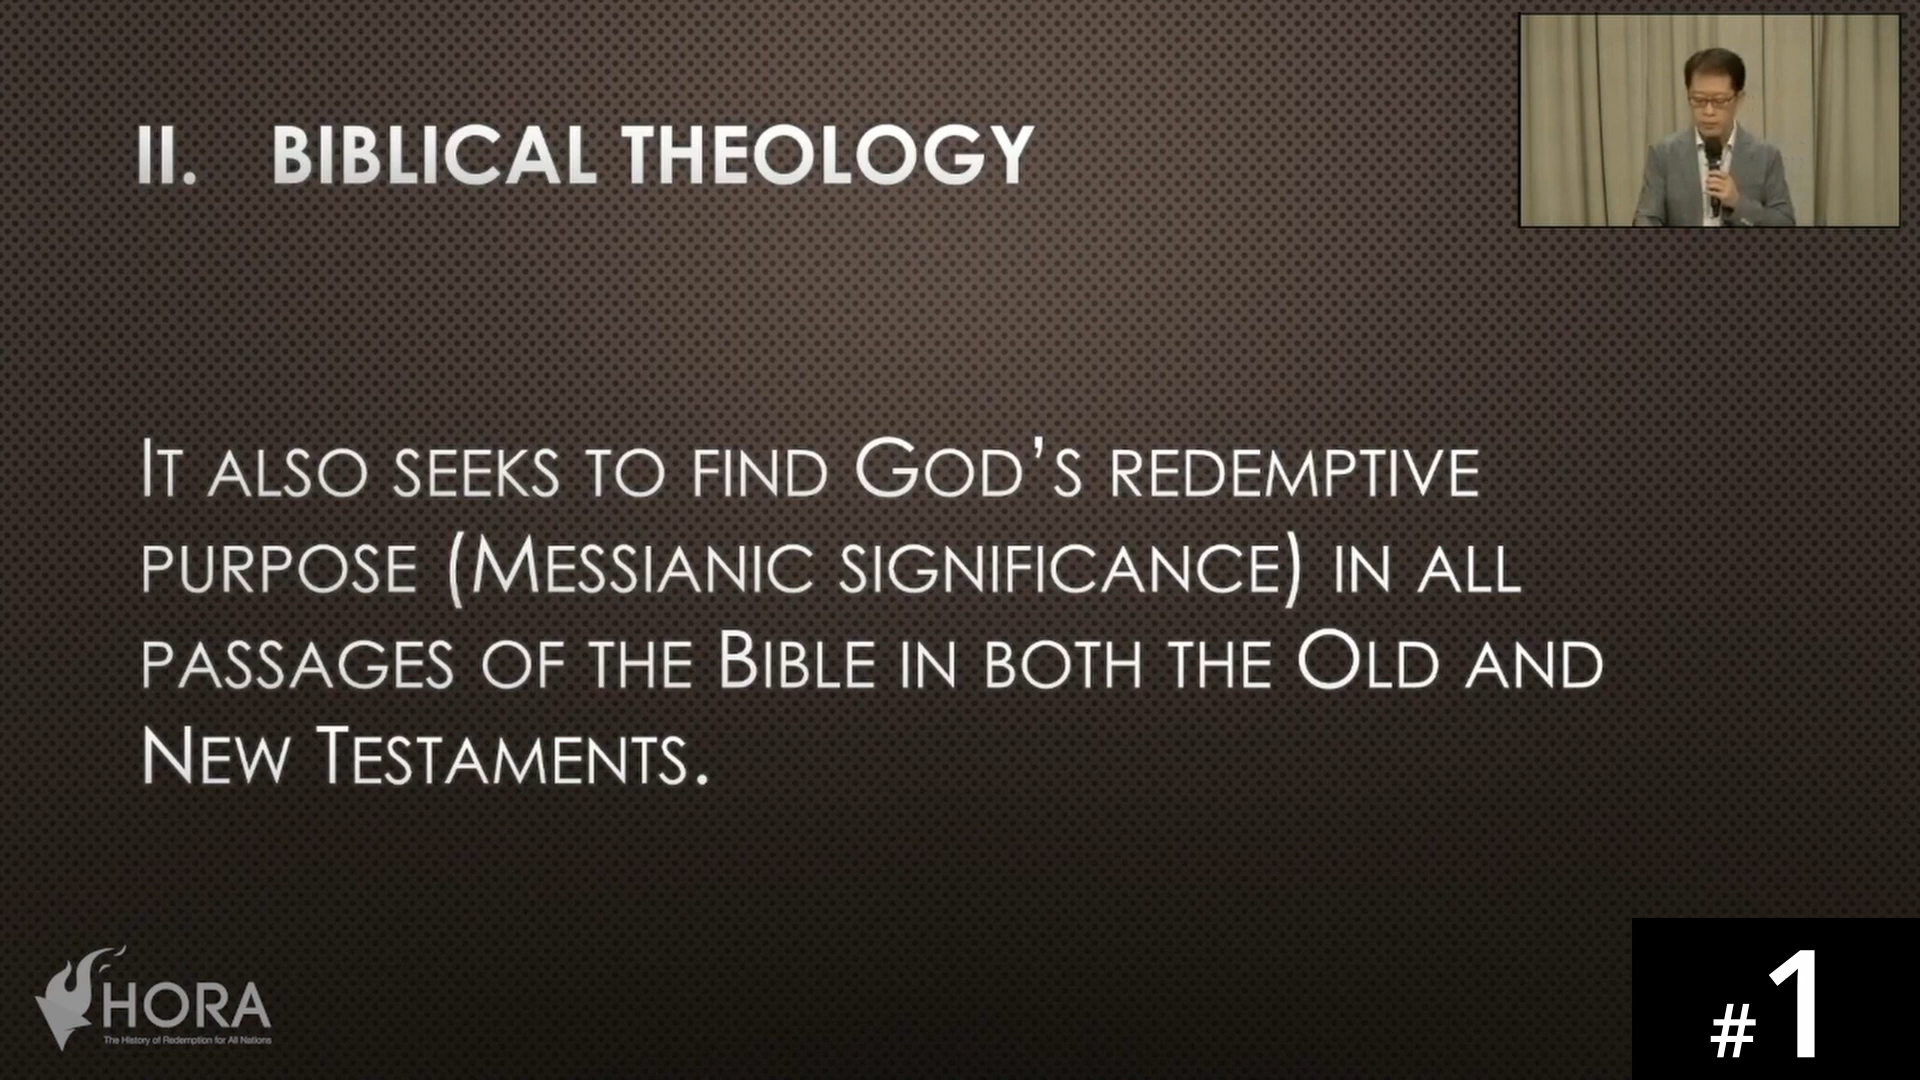 II. BIBLICAL THEOLOGY
IT ALSO SEEKS TO FIND GOD’S REDEMPTIVE
PURPOSE (MESSIANIC SIGNIFICANCE) IN ALL
PASSAGES OF THE BIBLE IN BOTH THE OLD AND
NEW TESTAMENTS.
HORA
The History of Redemption for All Nations
#1